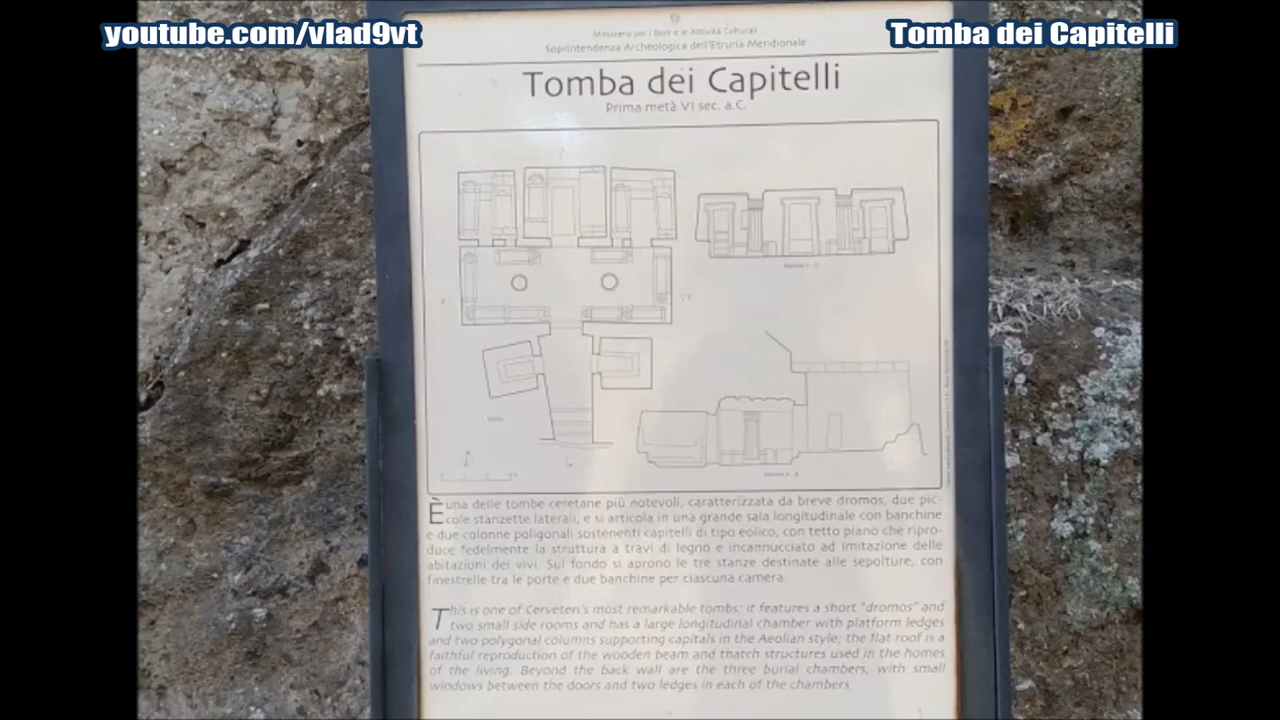 youtube.com/vlad9vt
Tomba dei Capitelli
Ministero per i Beni e le Attività Culturali
Soprintendenza Archeologica dell'Etruria Meridionale
Tomba dei Capitelli
Prima metà VI sec. a.C.
È una delle tombe ceretane più notevoli, caratterizzata da breve dromos, due pic-
cole stanzette laterali, e si articola in una grande sala longitudinale con banchine
e due colonne poligonali sostenenti capitelli di tipo eolico, con tetto piano che ripro-
duce fedelmente la struttura a travi di legno e incannucciato ad imitazione delle
abitazioni dei vivi. Sul fondo si aprono le tre stanze destinate alle sepolture, con
finestrelle tra le porte e due banchine per ciascuna camera.
This is one of Cerveteri's most remarkable tombs; it features a short "dromos" and
two small side rooms and has a large longitudinal chamber with platform ledges
and two polygonal columns supporting capitals in the Aeolian style; the flat roof is a
faithful reproduction of the wooden beam and thatch structures used in the homes
of the living. Beyond the back wall are the three burial chambers, with small
windows between the doors and two ledges in each of the chambers.